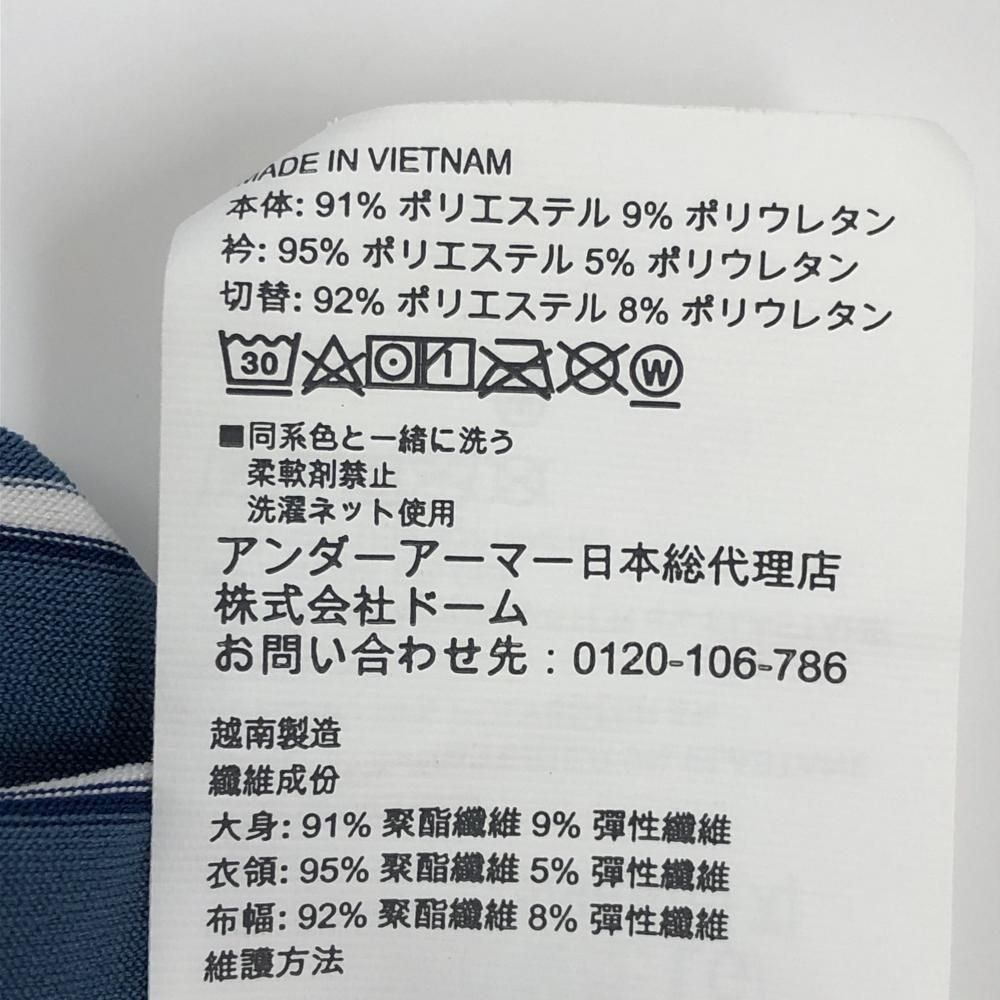 MADE IN VIETNAM
本体: 91% ポリエステル 9% ポリウレタン
衿: 95% ポリエステル 5% ポリウレタン
切替: 92% ポリエステル 8% ポリウレタン
30 W
■同系色と一緒に洗う
柔軟剤禁止
洗濯ネット使用
アンダーアーマー日本総代理店
株式会社ドーム
お問い合わせ先：0120-106-786
越南製造
纖維成份
大身: 91% 聚酯纖維 9% 彈性纖維
衣領: 95% 聚酯纖維 5% 彈性纖維
布幅: 92% 聚酯纖維 8% 彈性纖維
維護方法